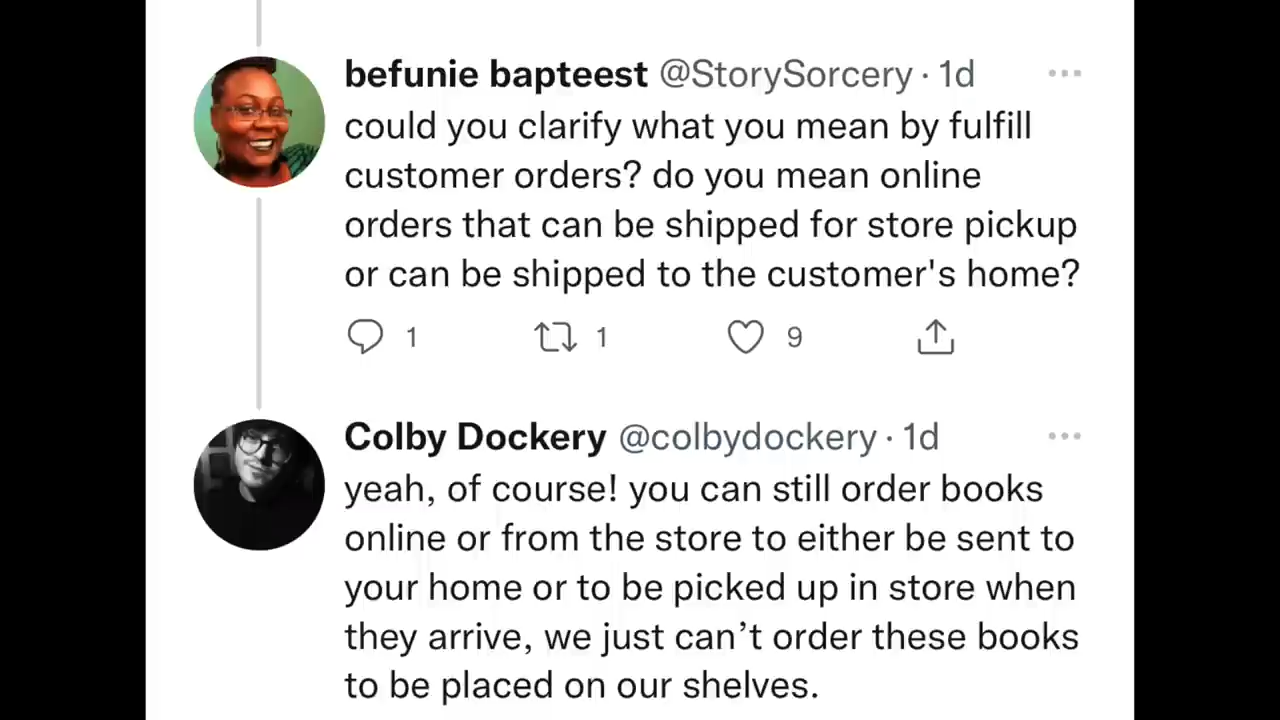 befunie bapteest @StorySorcery · 1d
could you clarify what you mean by fulfill
customer orders? do you mean online
orders that can be shipped for store pickup
or can be shipped to the customer's home?
1 1 9
Colby Dockery @colbydockery · 1d
yeah, of course! you can still order books
online or from the store to either be sent to
your home or to be picked up in store when
they arrive, we just can’t order these books
to be placed on our shelves.